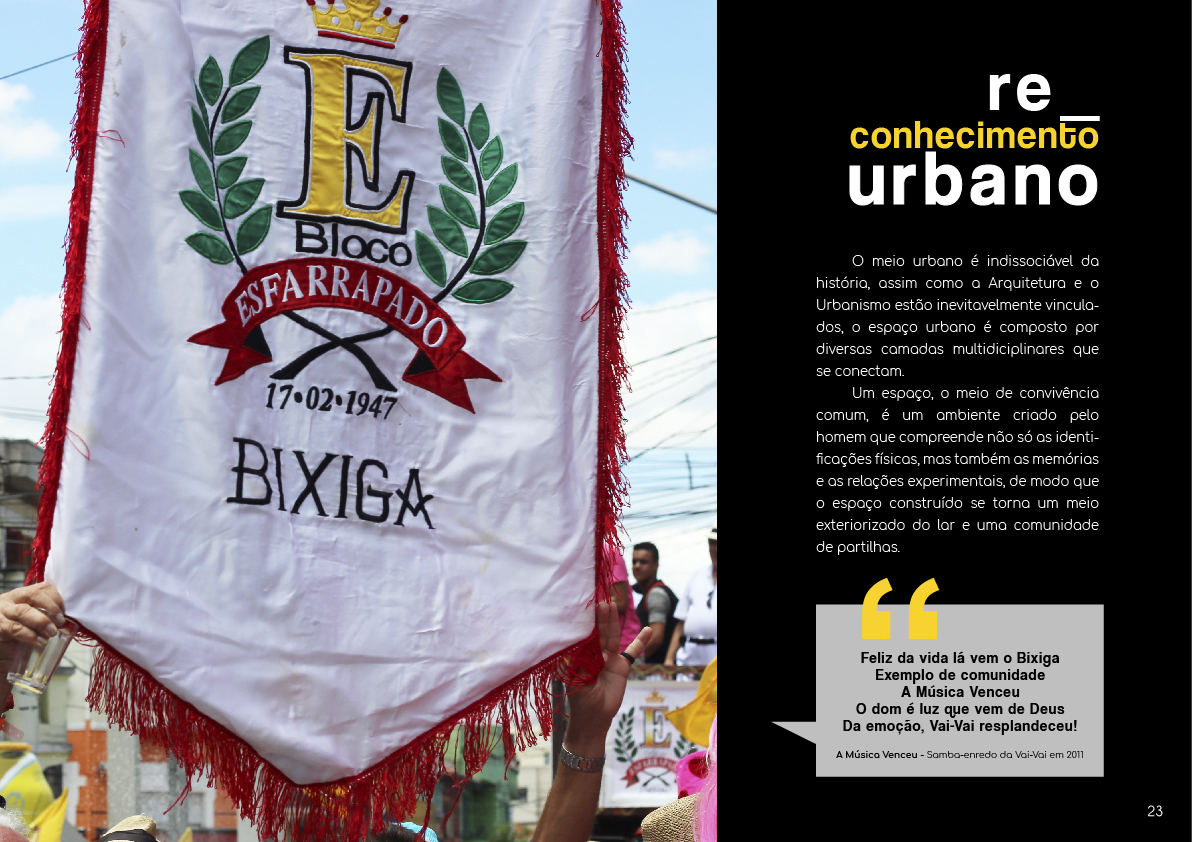 E
Bloco
ESFARRAPADO
17•02•1947
BIXIGA
E
re_
conhecimento
urbano
O meio urbano é indissociável da
história, assim como a Arquitetura e o
Urbanismo estão inevitavelmente vincula-
dos, o espaço urbano é composto por
diversas camadas multidiciplinares que
se conectam.
Um espaço, o meio de convivência
comum, é um ambiente criado pelo
homem que compreende não só as identi-
ficações físicas, mas também as memórias
e as relações experimentais, de modo que
o espaço construído se torna um meio
exteriorizado do lar e uma comunidade
de partilhas.
“
Feliz da vida lá vem o Bixiga
Exemplo de comunidade
A Música Venceu
O dom é luz que vem de Deus
Da emoção, Vai-Vai resplandeceu!
A Música Venceu - Samba-enredo da Vai-Vai em 2011
23